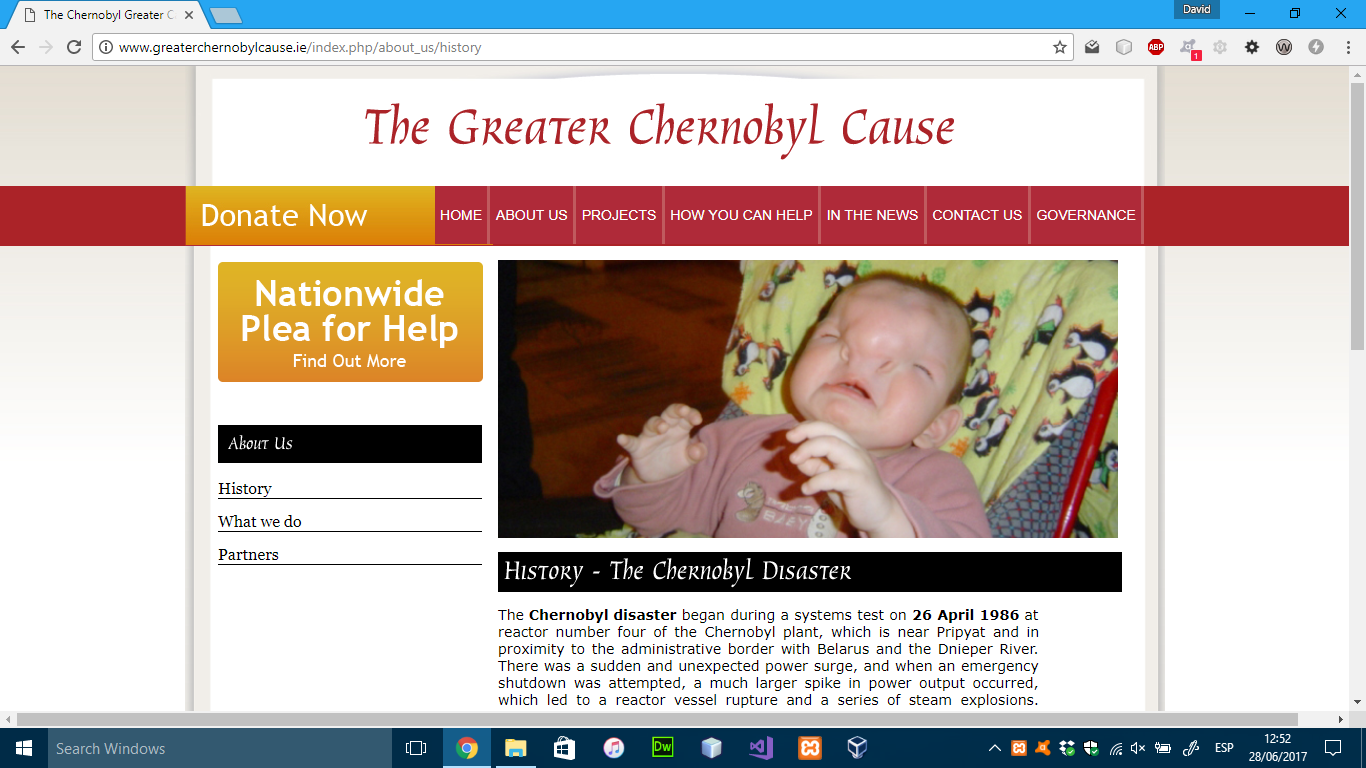 The Chernobyl Greater C
David
www.greaterchernobylcause.ie/index.php/about_us/history
ABP
1
W
The Greater Chernobyl Cause
Donate Now
HOME
ABOUT US
PROJECTS
HOW YOU CAN HELP
IN THE NEWS
CONTACT US
GOVERNANCE
Nationwide
Plea for Help
Find Out More
About Us
History
What we do
Partners
BABY
History - The Chernobyl Disaster
The Chernobyl disaster began during a systems test on 26 April 1986 at
reactor number four of the Chernobyl plant, which is near Pripyat and in
proximity to the administrative border with Belarus and the Dnieper River.
There was a sudden and unexpected power surge, and when an emergency
shutdown was attempted, a much larger spike in power output occurred,
which led to a reactor vessel rupture and a series of steam explosions.
Search Windows
Dw
ESP
12:52
28/06/2017